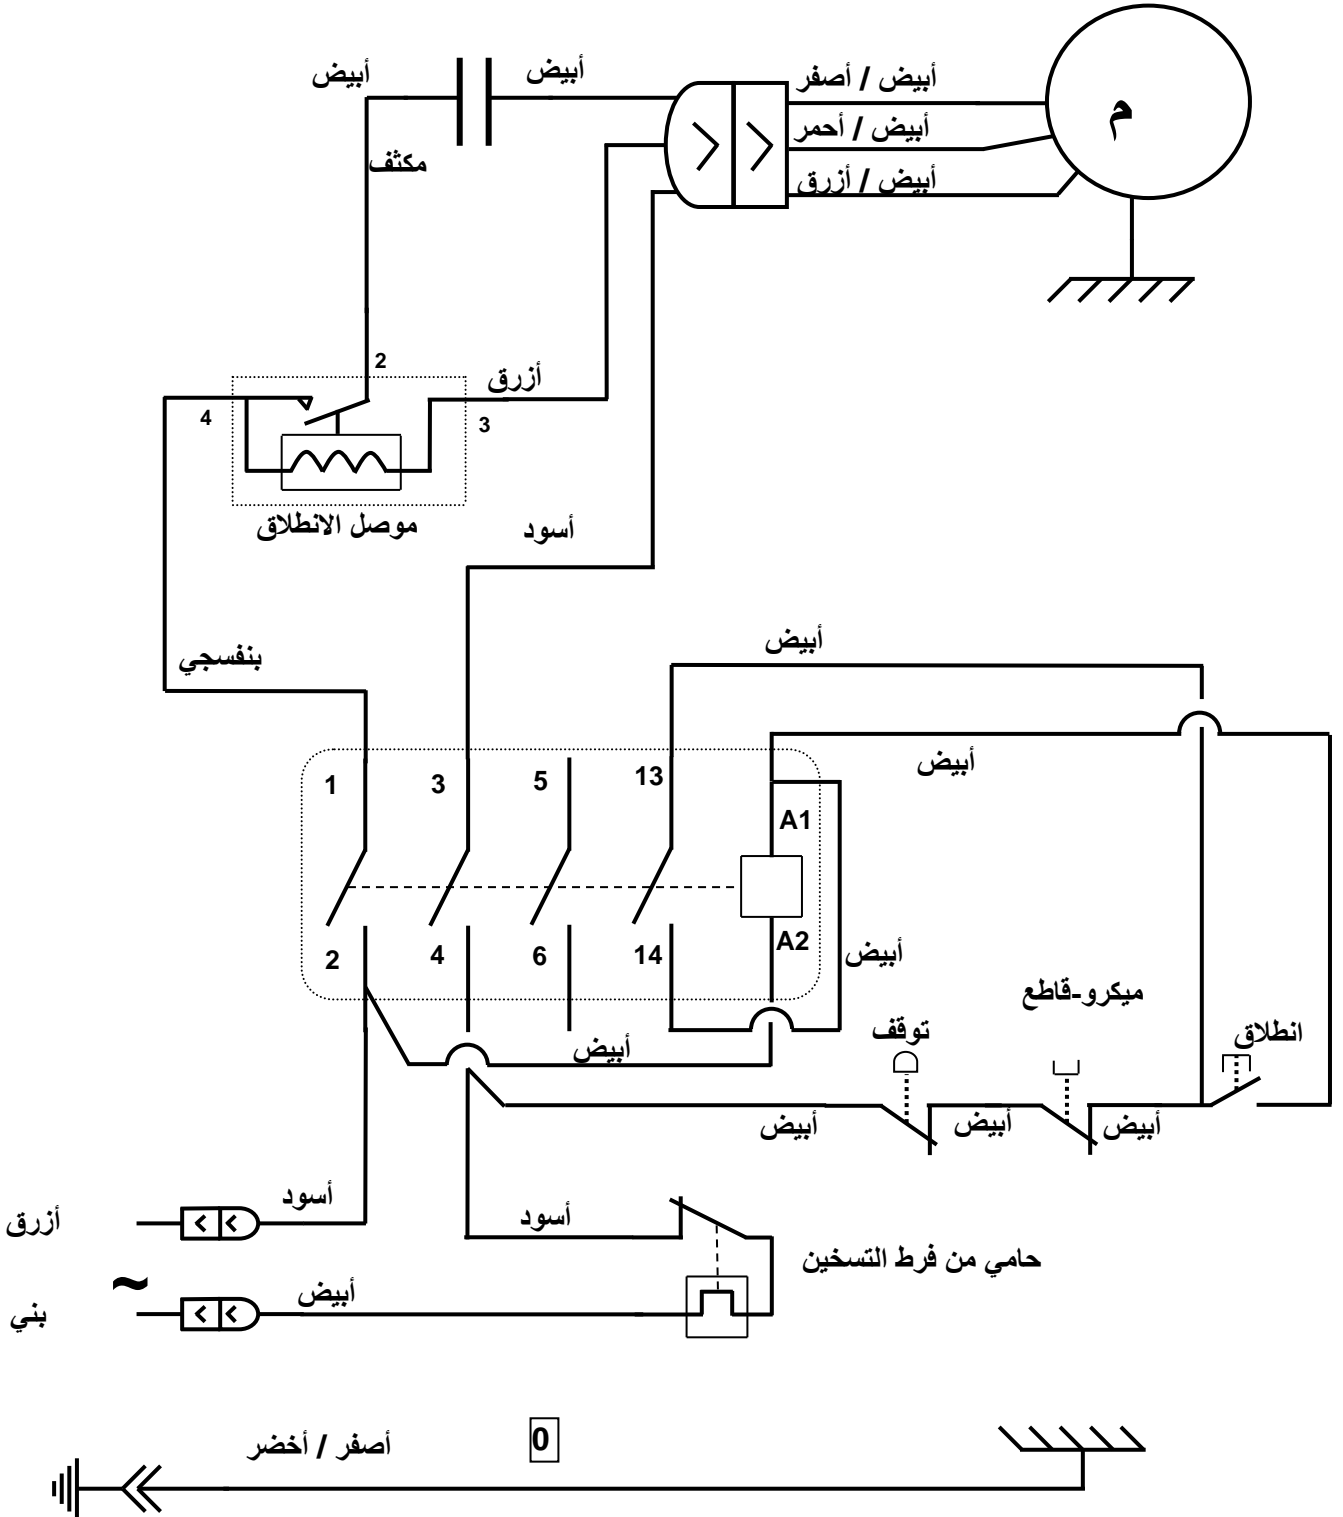 أبيض / أصفر
أبيض
أبيض
م
أبيض / أحمر
مكثف
أبيض / أزرق
2
أزرق
4
3
موصل الانطلاق
أسود
أبيض
بنفسجي
أبيض
1
3
5
13
A1
2
4
6
14
A2
أبيض
ميكرو-قاطع
توقف
انطلاق
أبيض
أبيض
أبيض
أبيض
أسود
أسود
أزرق
حامي من فرط التسخين
~
أبيض
بني
أصفر / أخضر
0